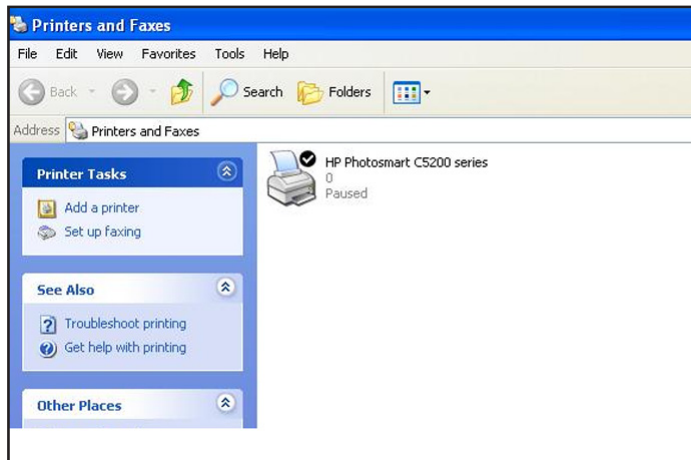 Printers and Faxes
File Edit View Favorites Tools Help
Back Search Folders
Address Printers and Faxes
Printer Tasks
Add a printer
Set up faxing
See Also
Troubleshoot printing
Get help with printing
Other Places
HP Photosmart C5200 series
0
Paused